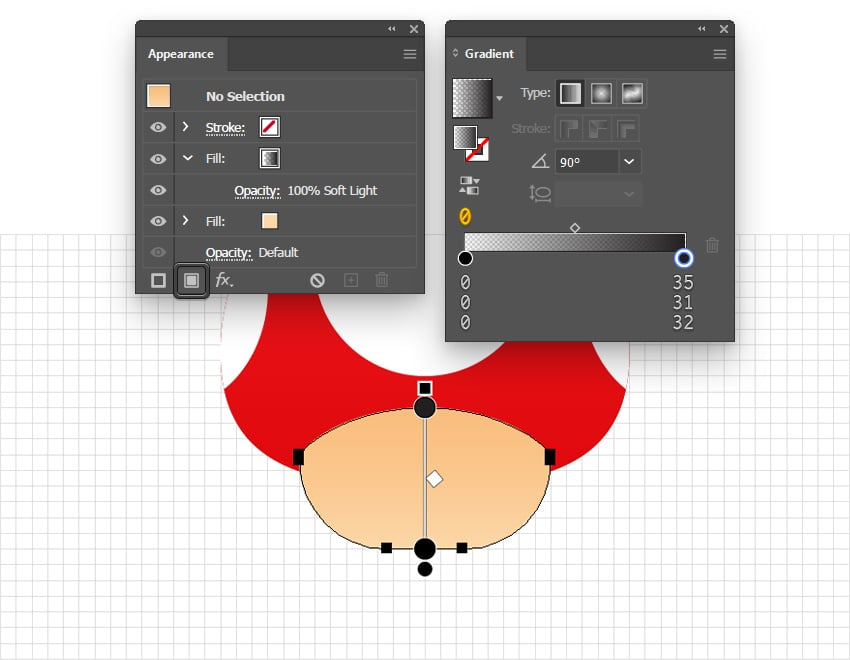 Appearance
No Selection
Stroke:
Fill:
Opacity: 100% Soft Light
Fill:
Opacity: Default
fx
Gradient
Type:
Stroke:
90°
0
0 35
0 31
0 32